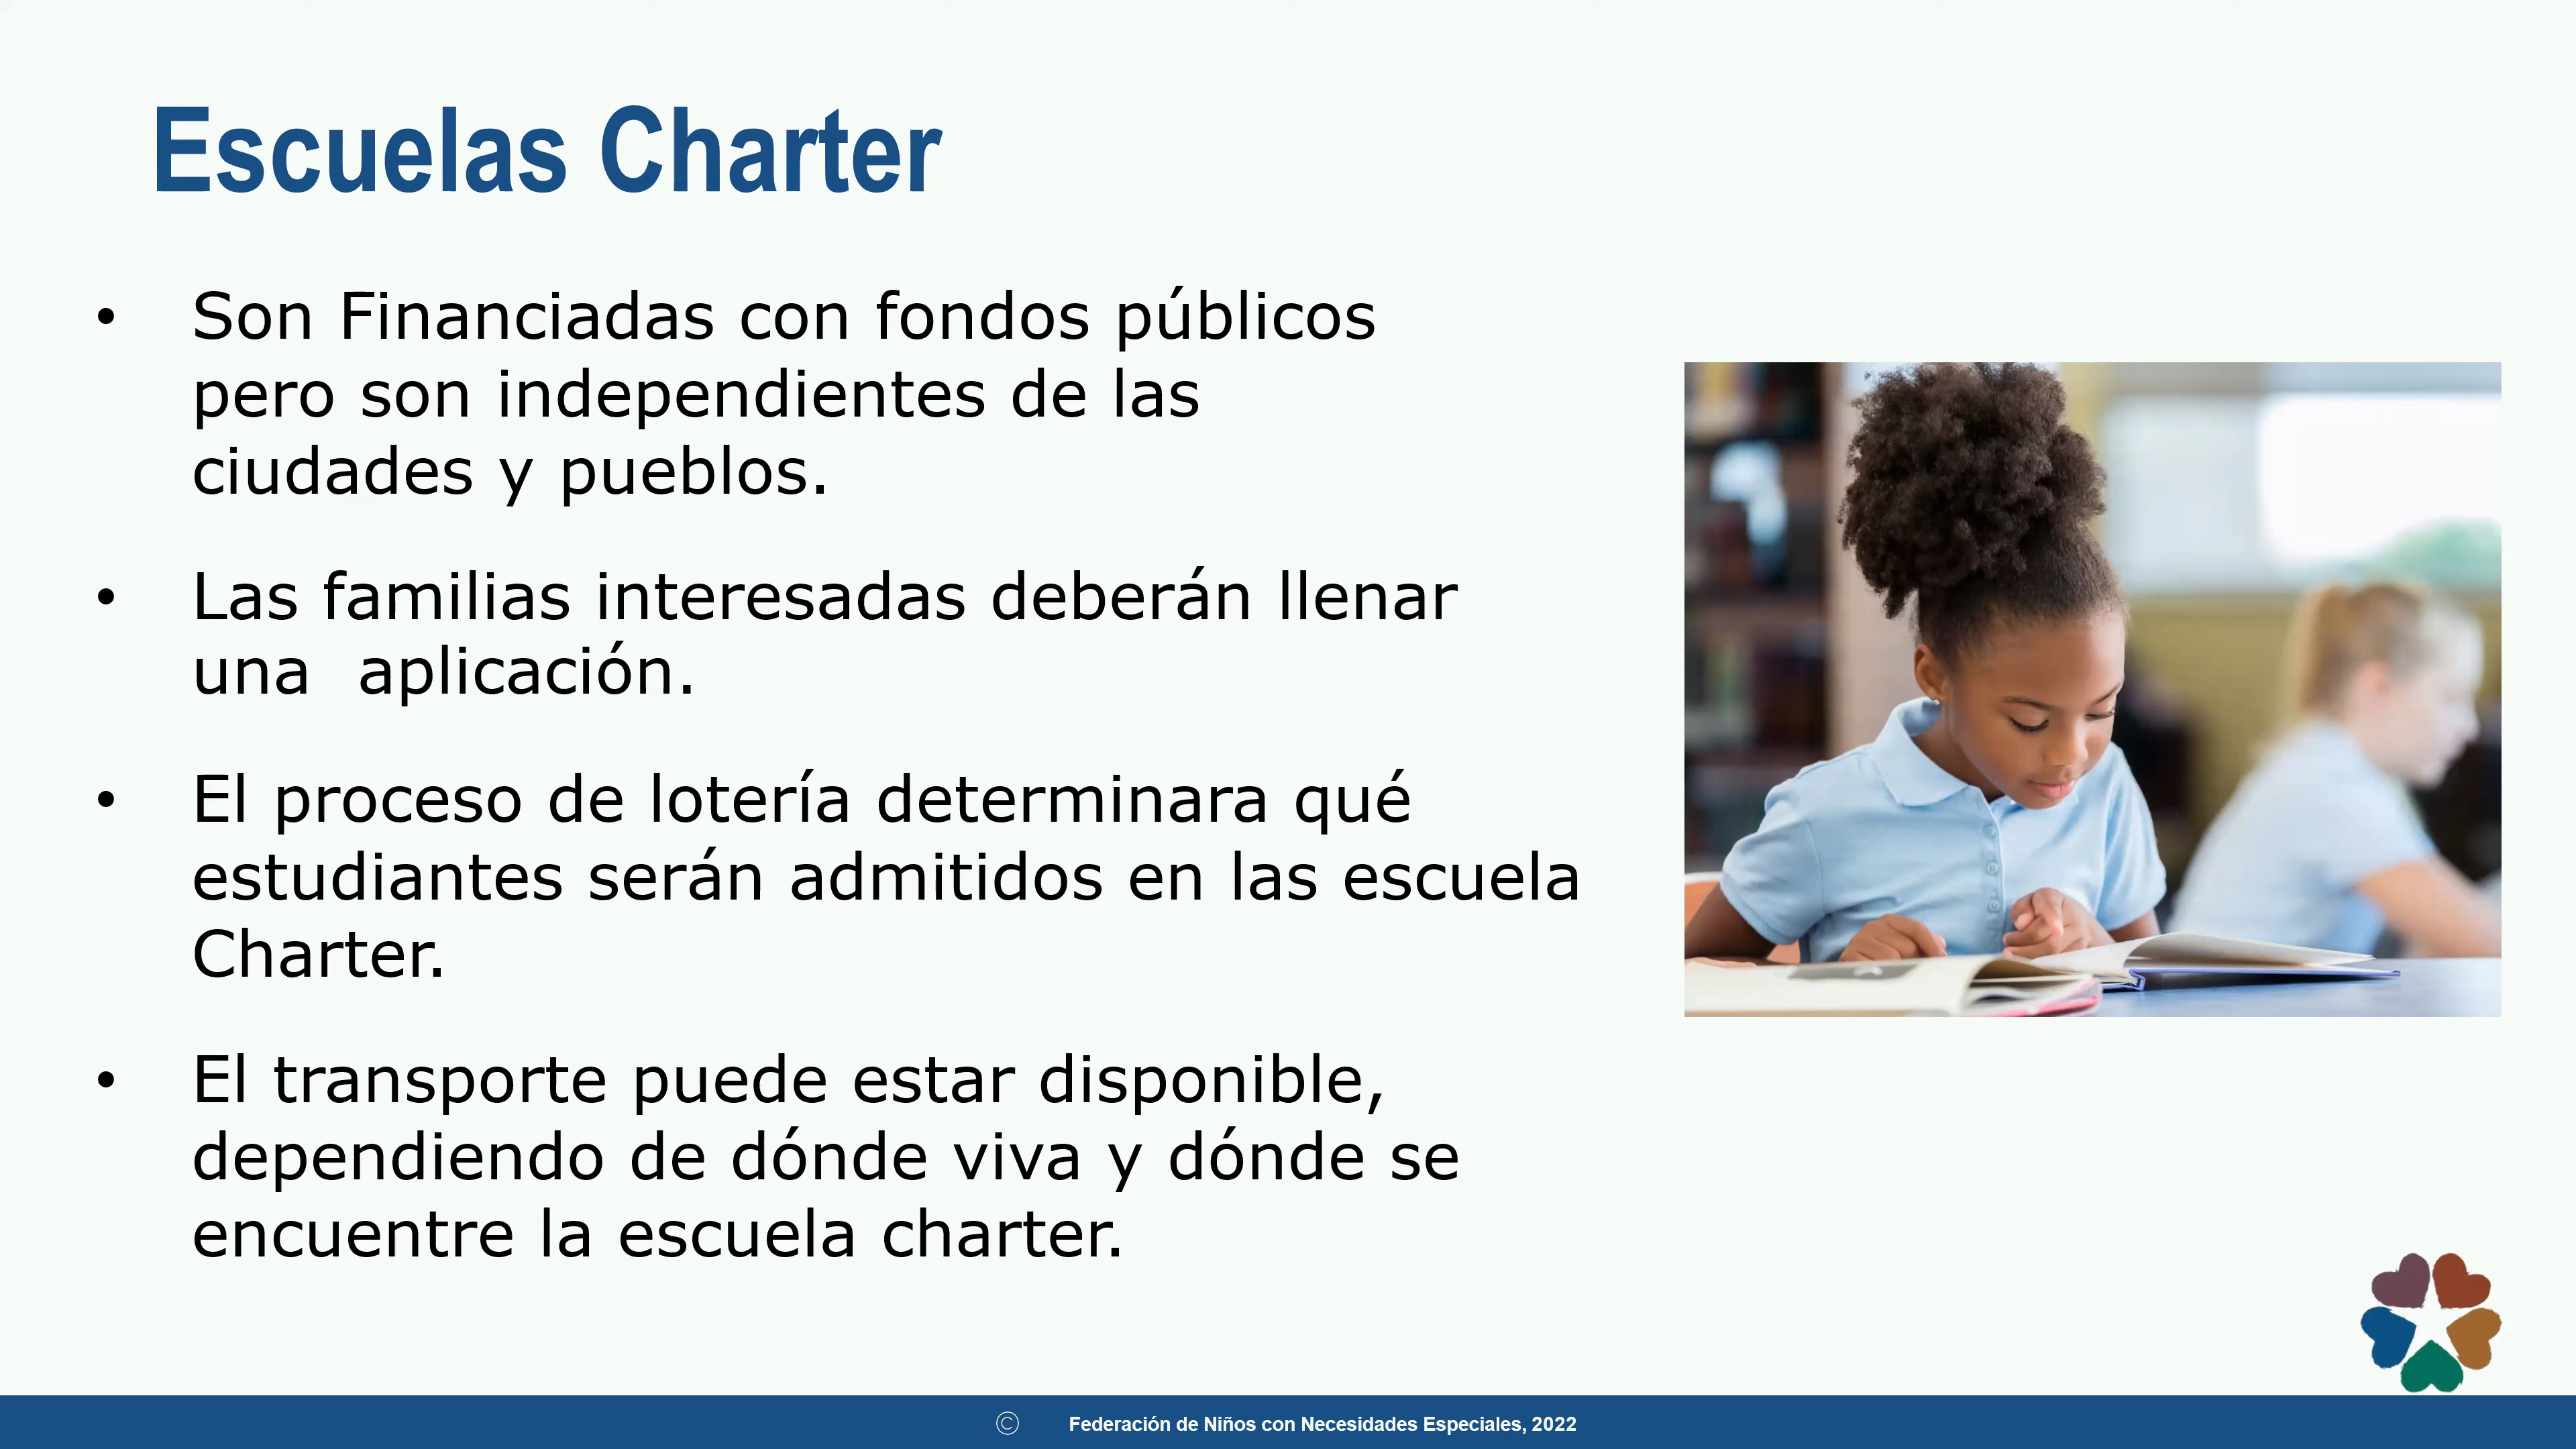 Escuelas Charter
• Son Financiadas con fondos públicos
pero son independientes de las
ciudades y pueblos.
• Las familias interesadas deberán llenar
una  aplicación.
• El proceso de lotería determinara qué
estudiantes serán admitidos en las escuela
Charter.
• El transporte puede estar disponible,
dependiendo de dónde viva y dónde se
encuentre la escuela charter.
© Federación de Niños con Necesidades Especiales, 2022